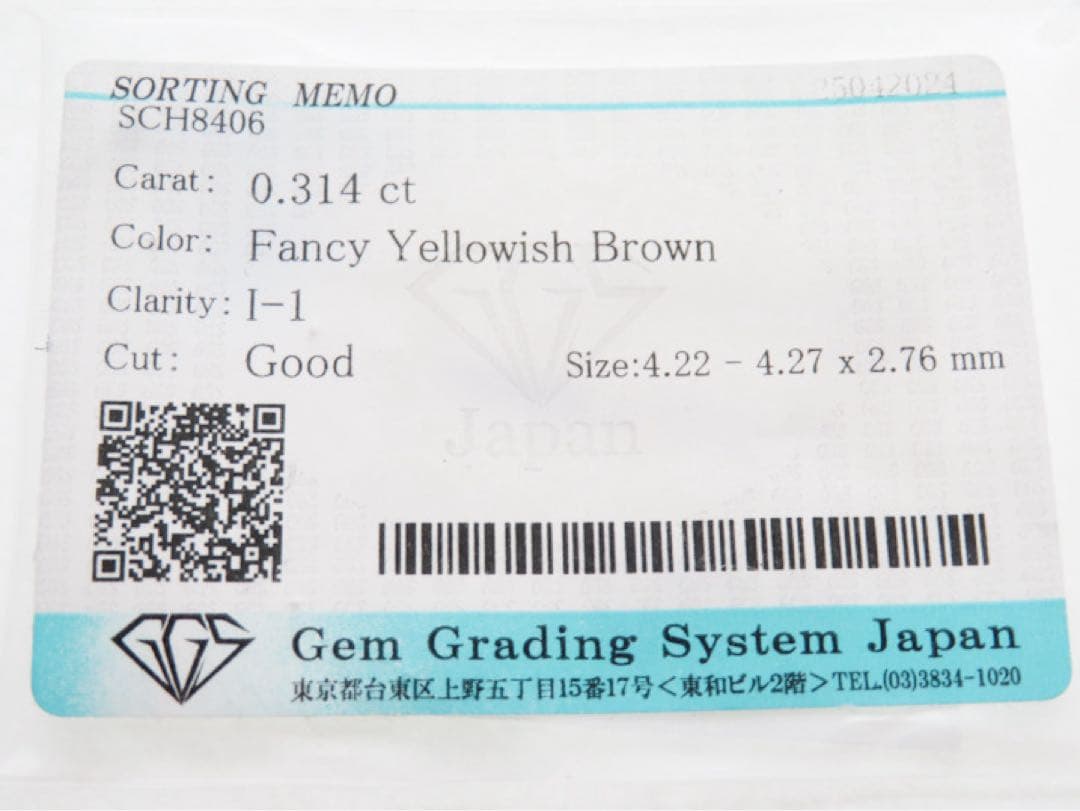 SORTING MEMO
SCH8406
Carat: 0.314 ct
Color: Fancy Yellowish Brown
Clarity: I-1
Cut: Good
Size:4.22 - 4.27 x 2.76 mm
GGS
Japan
GGS
Gem Grading System Japan
東京都台東区上野五丁目15番17号<東和ビル2階>TEL.(03)3834-1020